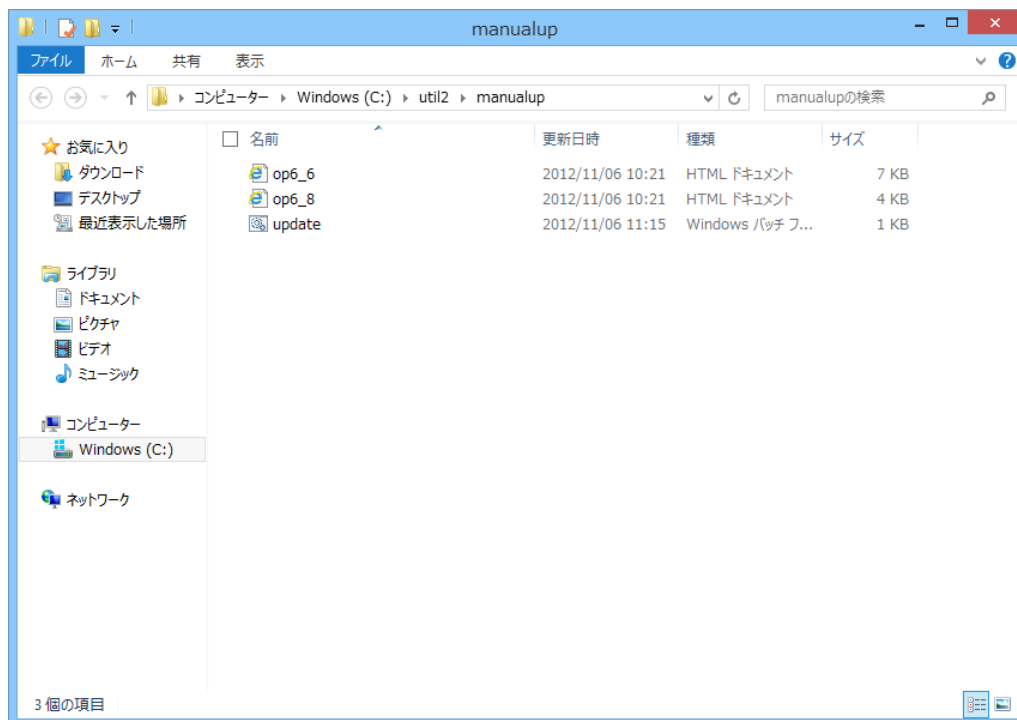 manualup
ファイル ホーム 共有 表示
コンピューター Windows (C:) util2 manualup manualupの検索
お気に入り
ダウンロード
デスクトップ
最近表示した場所
ライブラリ
ドキュメント
ピクチャ
ビデオ
ミュージック
コンピューター
Windows (C:)
ネットワーク
名前 更新日時 種類 サイズ
op6_6 2012/11/06 10:21 HTML ドキュメント 7 KB
op6_8 2012/11/06 10:21 HTML ドキュメント 4 KB
update 2012/11/06 11:15 Windows バッチ フ... 1 KB
3 個の項目